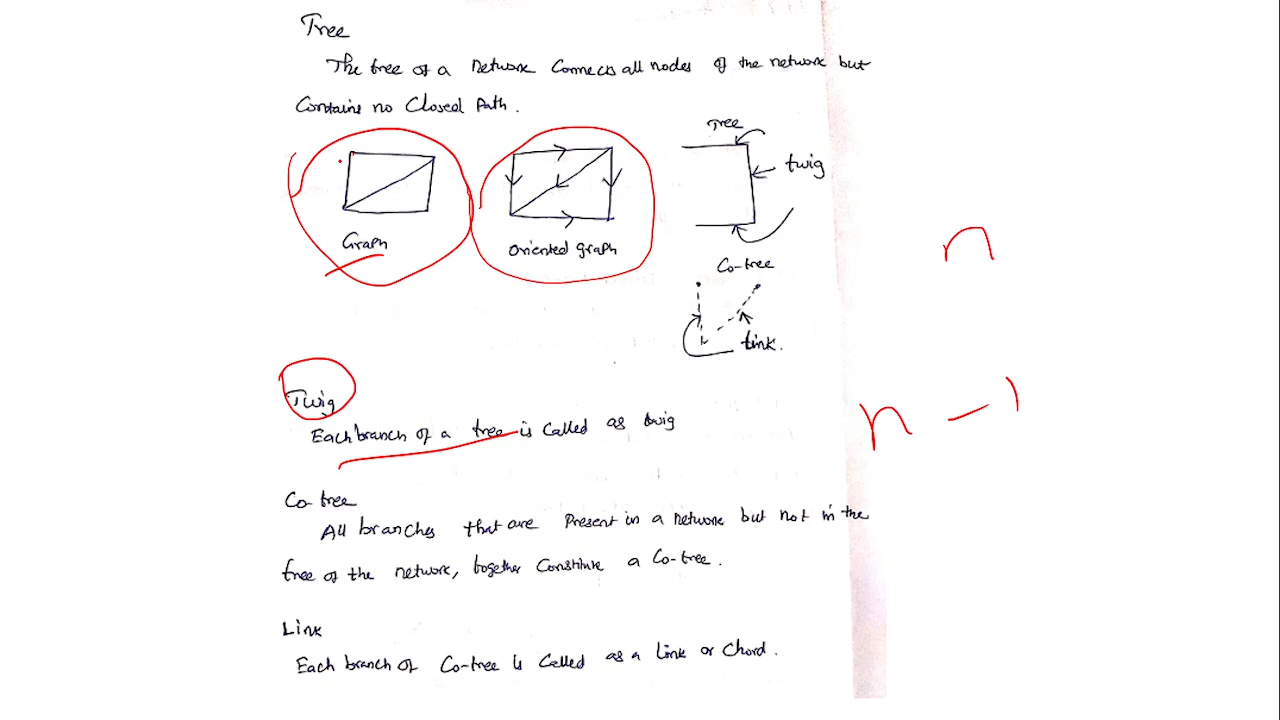 Tree
The tree of a network connects all nodes of the network but
Contains no Closed Path.
Tree
twig
Graph
Oriented graph
Co-tree
Link.
n
Twig
Each branch of a tree is Called as twig
n - 1
Co-tree
All branches that are Present in a network but not in the
tree of the network, together Constitute a Co-tree.
Link
Each branch of Co-tree is Called as a Link or Chord.